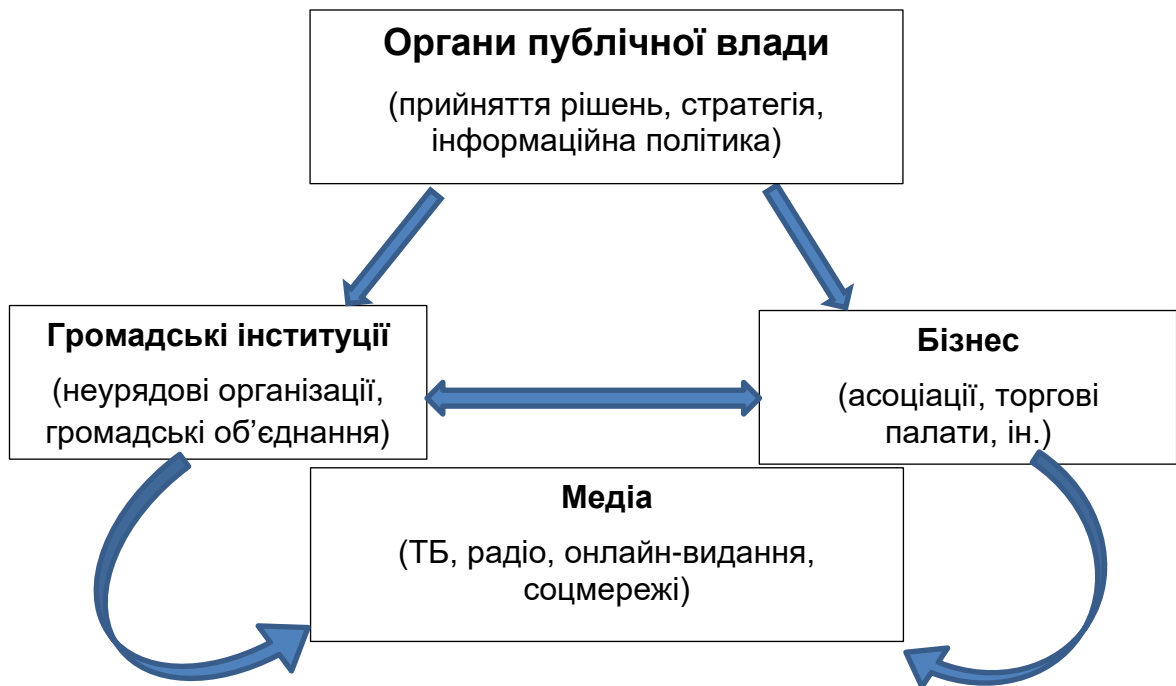 Органи публічної влади
(прийняття рішень, стратегія,
інформаційна політика)
Громадські інституції
(неурядові організації,
громадські об’єднання)
Бізнес
(асоціації, торгові
палати, ін.)
Медіа
(ТБ, радіо, онлайн-видання,
соцмережі)